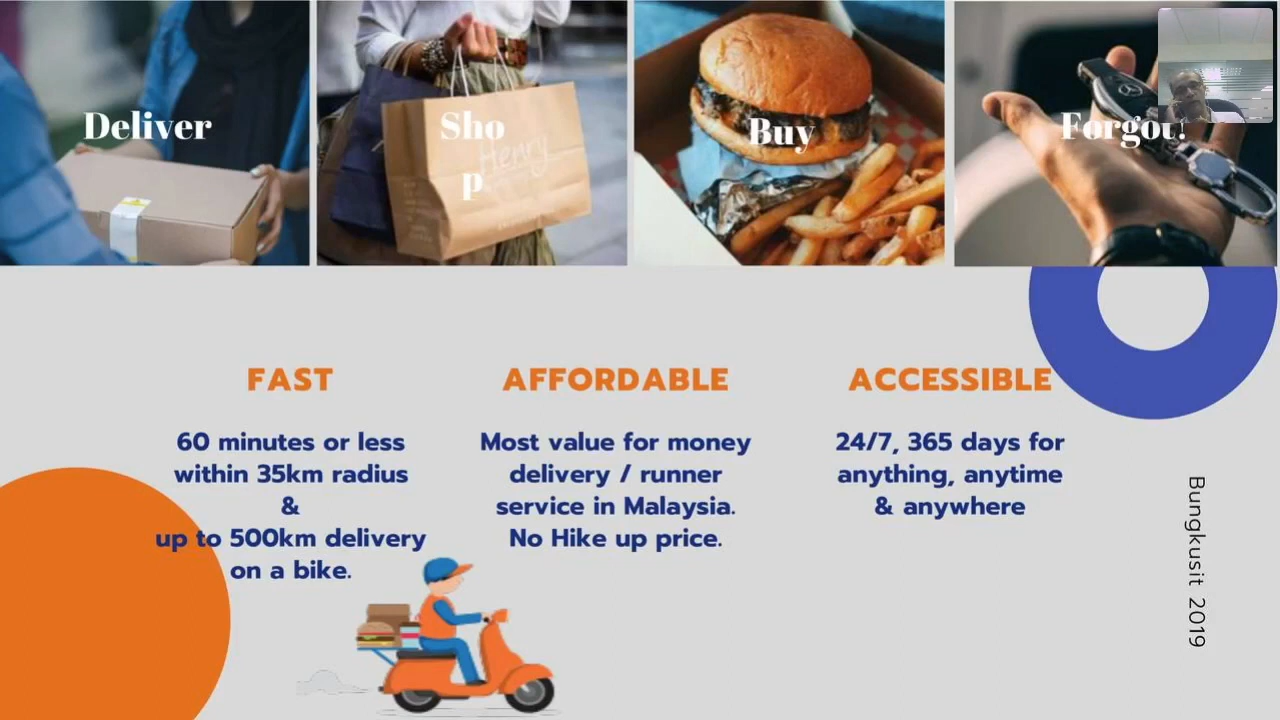 Deliver
Sho
p
Buy
Forgot!
FAST
60 minutes or less
within 35km radius
&
up to 500km delivery
on a bike.
AFFORDABLE
Most value for money
delivery / runner
service in Malaysia.
No Hike up price.
ACCESSIBLE
24/7, 365 days for
anything, anytime
& anywhere
Bungkusit 2019
Henry